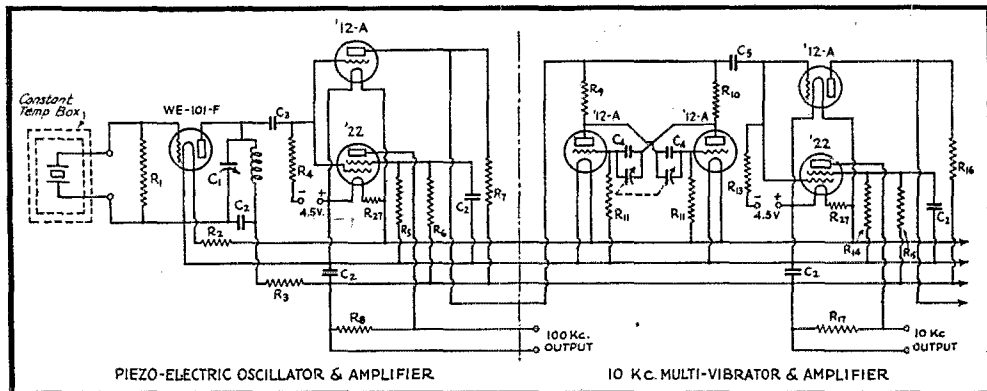 '12-A
Constant
Temp Box
WE-101-F
C3
'22
R1
C1
R4
C2
4.5V.
R27
R5
R6
C2
R7
R2
C2
R3
R8
100 Kc.
OUTPUT
PIEZO-ELECTRIC OSCILLATOR & AMPLIFIER
C5
'12-A
R9
R10
'12-A
'12-A
C4
C4
'22
R11
R11
R13
4.5V.
R27
R14
R15
C2
R16
C2
R17
10 Kc
OUTPUT
10 Kc. MULTI-VIBRATOR & AMPLIFIER